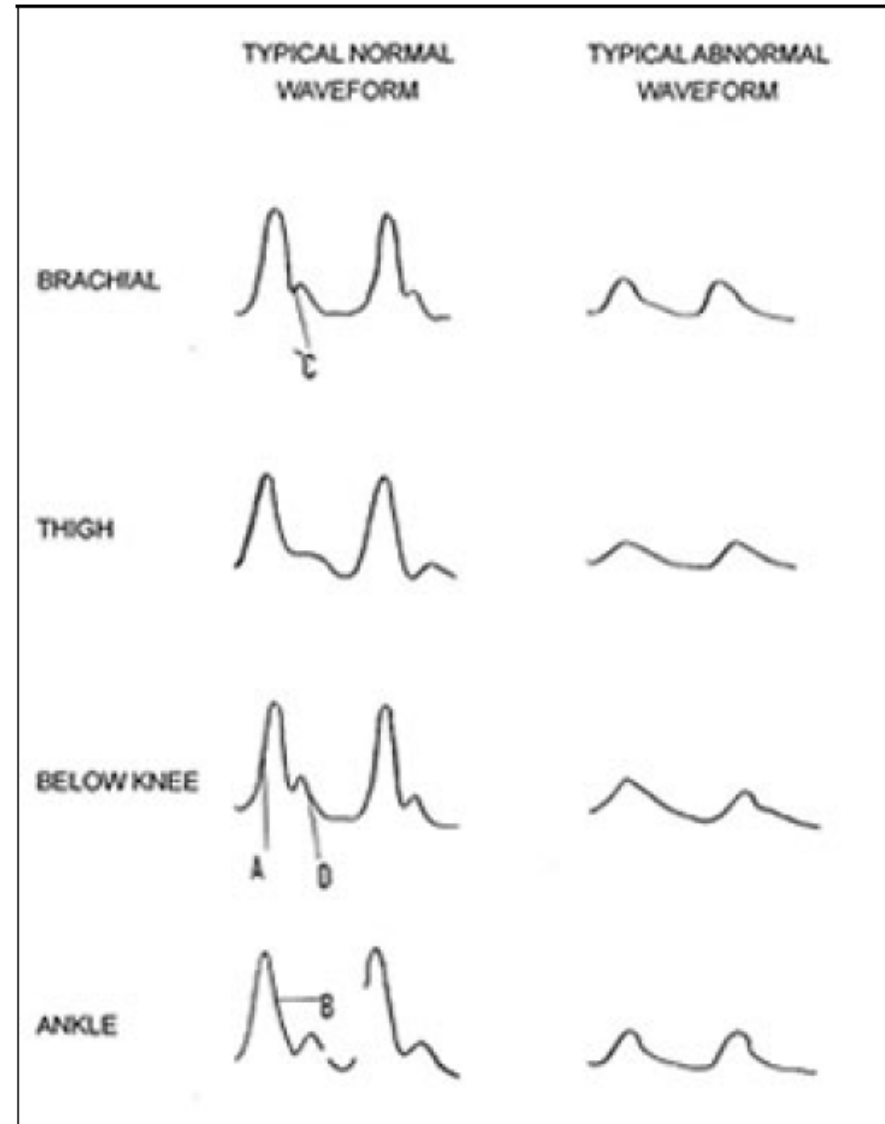 TYPICAL NORMAL
WAVEFORM
TYPICAL ABNORMAL
WAVEFORM
BRACHIAL
C
THIGH
BELOW KNEE
A
D
B
ANKLE